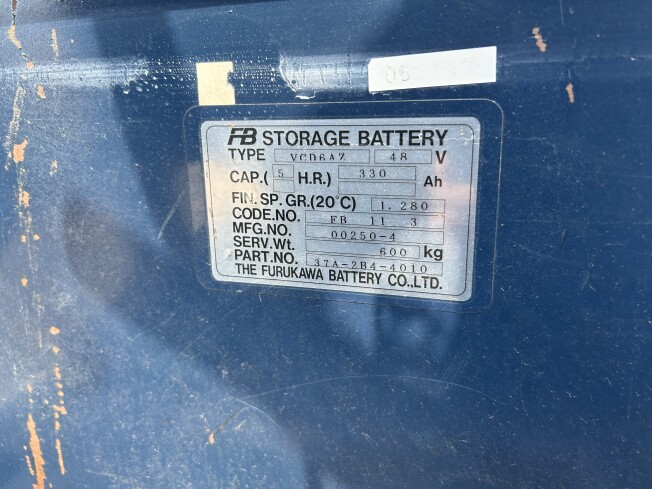 05
FB STORAGE BATTERY
TYPE VCD6AZ 48 V
CAP.( 5 H.R.) 330 Ah
FIN. SP. GR.(20°C) 1.280
CODE.NO. FB 11 3
MFG.NO. 00250-4
SERV.Wt. 600 kg
PART.NO. 37A-2B4-4010
THE FURUKAWA BATTERY CO.,LTD.